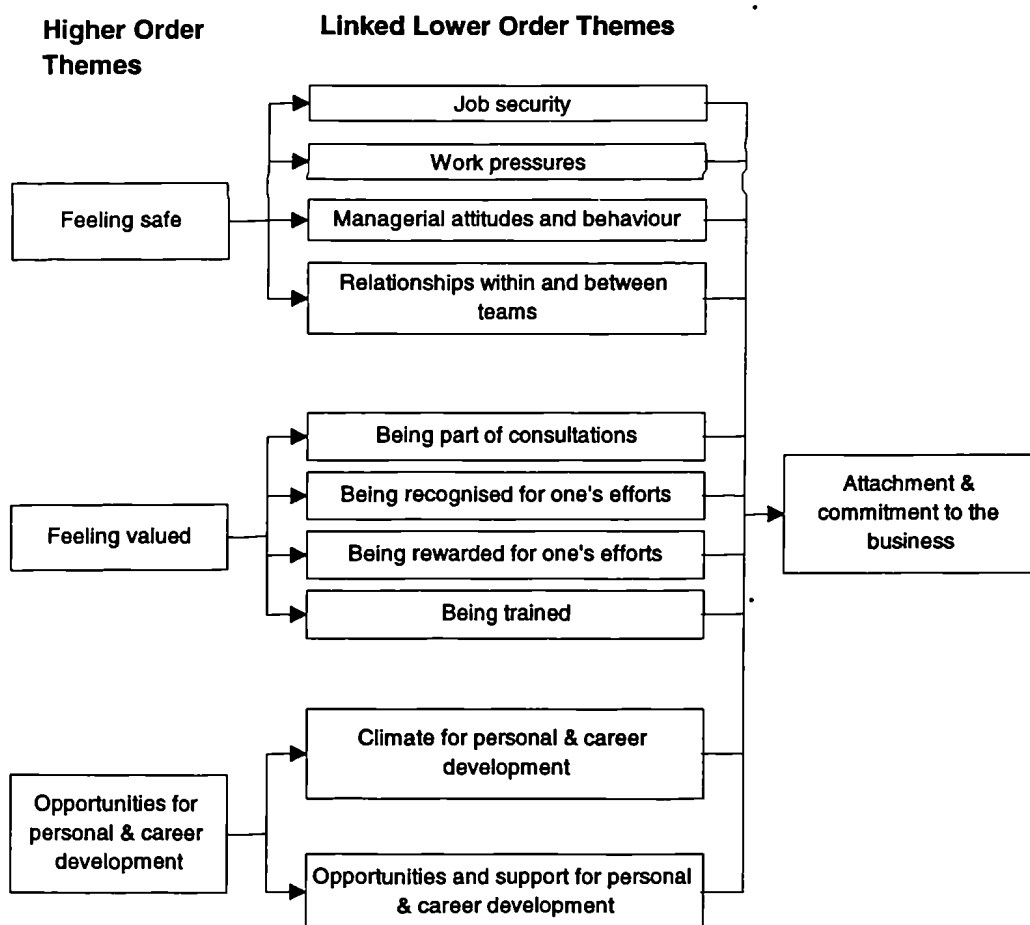 Higher Order
Themes
Linked Lower Order Themes
Job security
Work pressures
Feeling safe
Managerial attitudes and behaviour
Relationships within and between
teams
Being part of consultations
Being recognised for one's efforts
Feeling valued
Being rewarded for one's efforts
Being trained
Attachment &
commitment to the
business
Climate for personal & career
development
Opportunities for
personal & career
development
Opportunities and support for personal
& career development